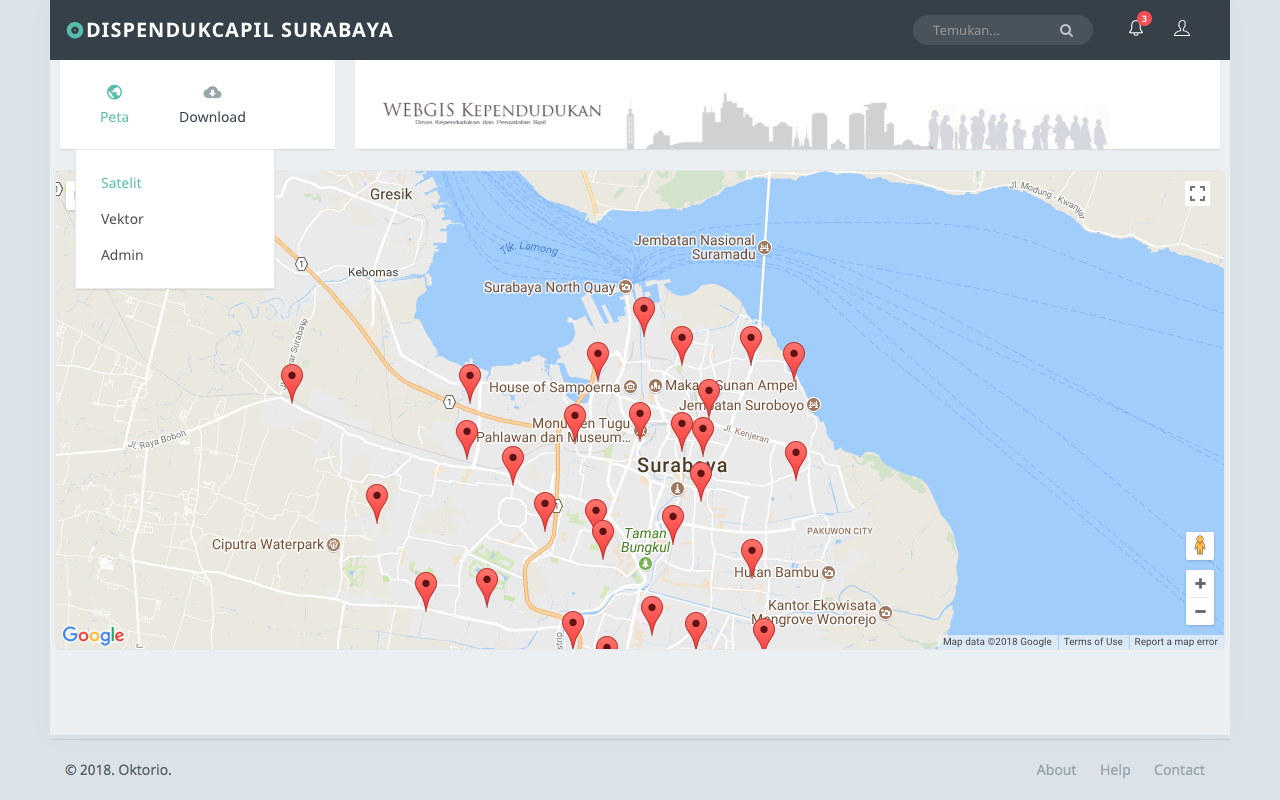 DISPENDUKCAPIL SURABAYA
Temukan...
3
Peta
Download
WEBGIS KEPENDUDUKAN
Dinas Kependudukan dan Pencatatan Sipil
Satelit
Vektor
Admin
Gresik
Jl. Modung - Kwanyar
Tlk. Lamong
Jembatan Nasional
Suramadu
1
Kebomas
Surabaya North Quay
House of Sampoerna
Sunan Ampel
1
Suroboyo
Tugu
Pahlawan dan Museum...
Jl. Kenjeran
Jl. Raya Boboh
Surabaya
PAKUWON CITY
Taman
Bungkul
Ciputra Waterpark
Hutan Bambu
Kantor Ekowisata
Mangrove Wonorejo
Google
Map data ©2018 Google
Terms of Use
Report a map error
© 2018. Oktorio.
About
Help
Contact